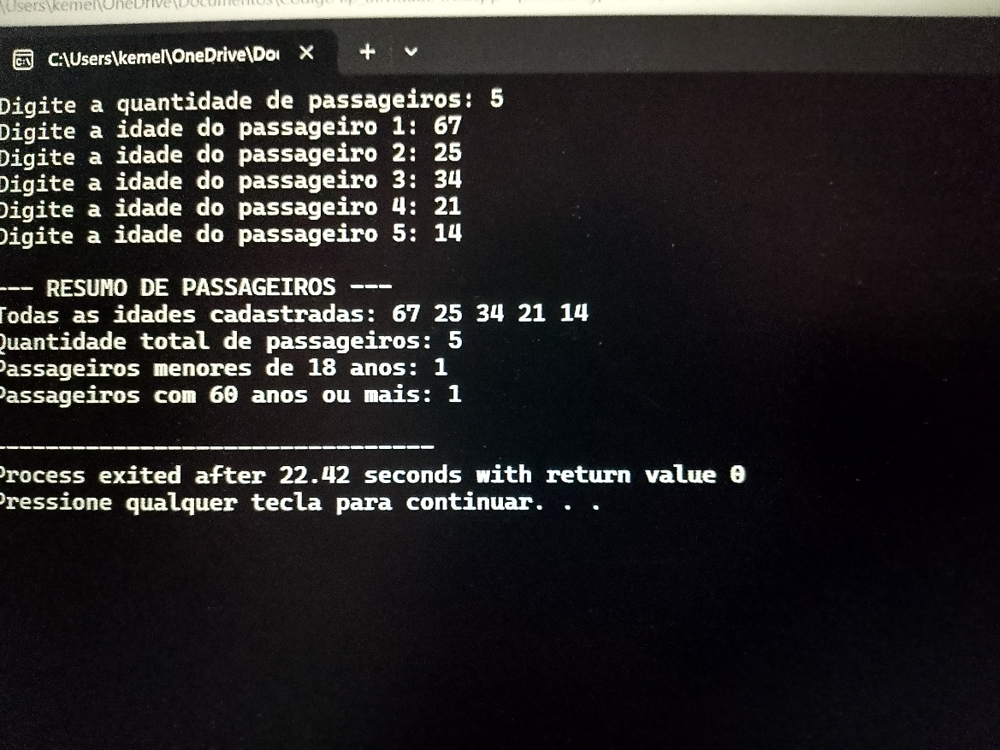 \Users\kemel\OneDrive\Documentos\Código
C:\Users\kemel\OneDrive\Doc
Digite a quantidade de passageiros: 5
Digite a idade do passageiro 1: 67
Digite a idade do passageiro 2: 25
Digite a idade do passageiro 3: 34
Digite a idade do passageiro 4: 21
Digite a idade do passageiro 5: 14
--- RESUMO DE PASSAGEIROS ---
Todas as idades cadastradas: 67 25 34 21 14
Quantidade total de passageiros: 5
Passageiros menores de 18 anos: 1
Passageiros com 60 anos ou mais: 1
--------------------------------
Process exited after 22.42 seconds with return value 0
Pressione qualquer tecla para continuar. . .